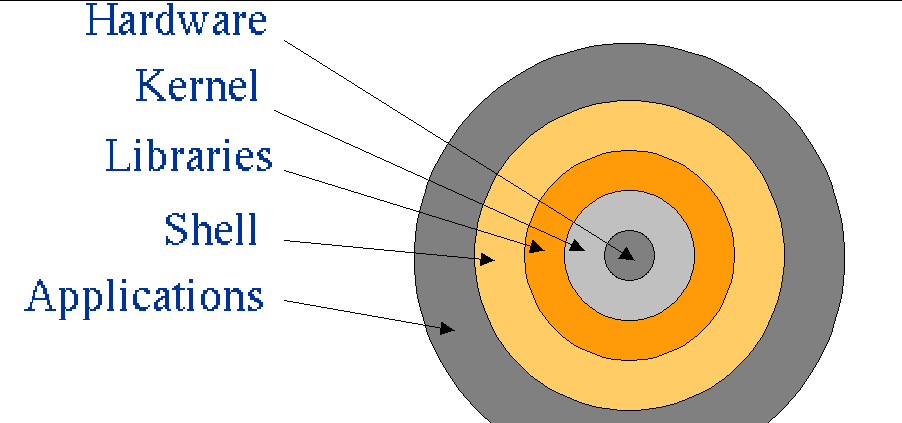 Hardware
Kernel
Libraries
Shell
Applications